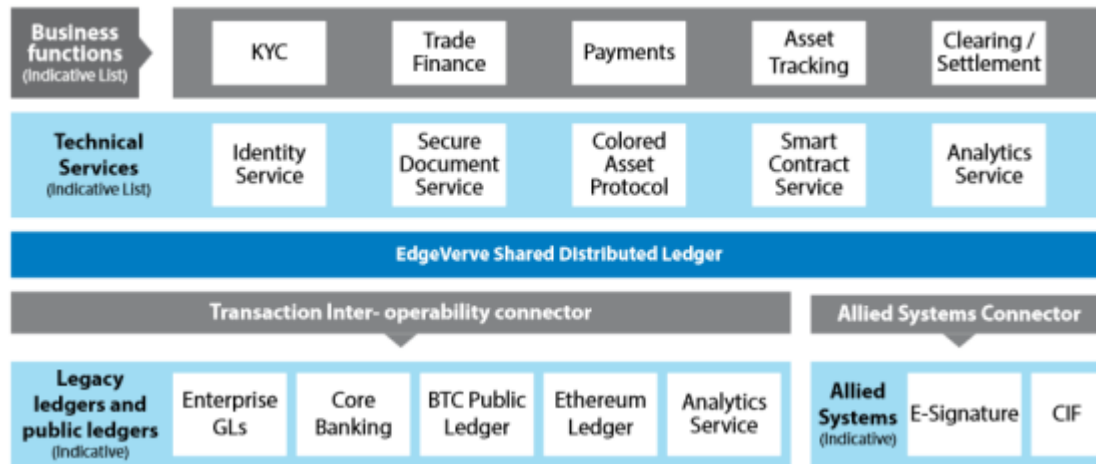 Business
functions
(Indicative List)
KYC
Trade
Finance
Payments
Asset
Tracking
Clearing /
Settlement
Technical
Services
(Indicative List)
Identity
Service
Secure
Document
Service
Colored
Asset
Protocol
Smart
Contract
Service
Analytics
Service
EdgeVerve Shared Distributed Ledger
Transaction Inter- operability connector
Allied Systems Connector
Legacy
ledgers and
public ledgers
(Indicative)
Enterprise
GLs
Core
Banking
BTC Public
Ledger
Ethereum
Ledger
Analytics
Service
Allied
Systems
(Indicative)
E-Signature
CIF